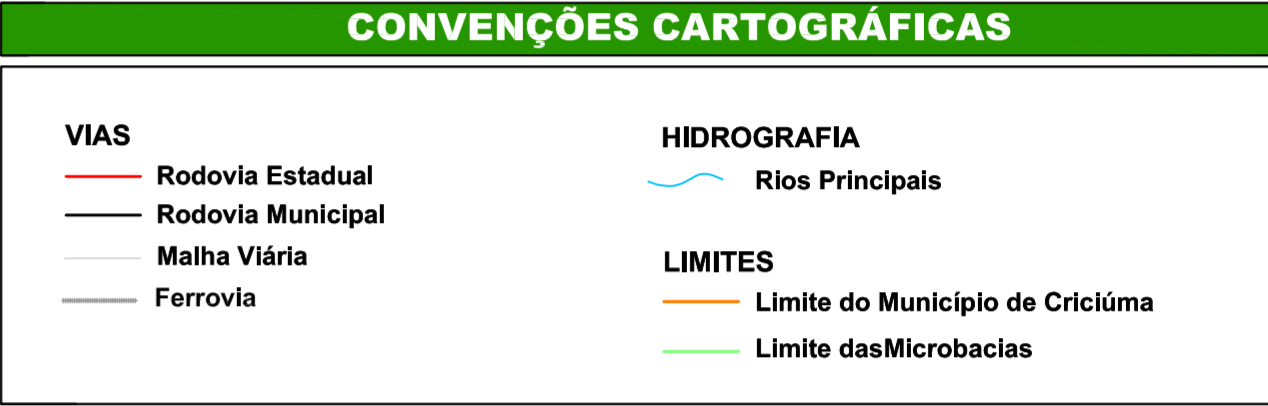 CONVENÇÕES CARTOGRÁFICAS
VIAS
Rodovia Estadual
Rodovia Municipal
Malha Viária
Ferrovia
HIDROGRAFIA
Rios Principais
LIMITES
Limite do Município de Criciúma
Limite dasMicrobacias